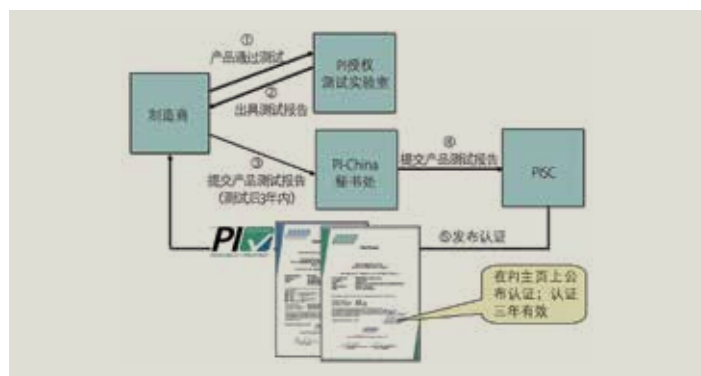 ①
产品通过测试
PI授权
测试实验室
②
出具测试报告
制造商
③
提交产品测试报告
(测试后3年内)
PI-China
秘书处
④
提交产品测试报告
PISC
PI
⑤发布认证
在PI主页上公
布认证；认证
三年有效